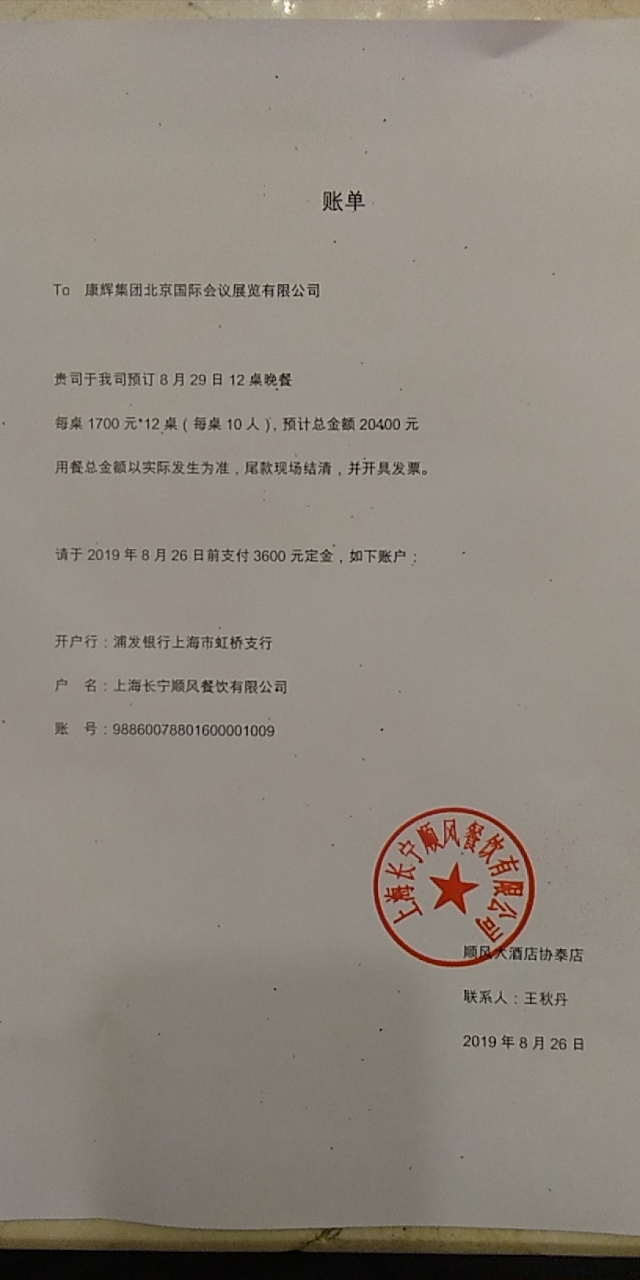 账单
To 康辉集团北京国际会议展览有限公司
贵司于我司预订 8 月 29 日 12 桌晚餐
每桌 1700 元*12 桌（每桌 10 人），预计总金额 20400 元
用餐总金额以实际发生为准，尾款现场结清，并开具发票。
请于 2019 年 8 月 26 日前支付 3600 元定金，如下账户：
开户行：浦发银行上海市虹桥支行
户 名：上海长宁顺风餐饮有限公司
账 号：98860078801600001009
上海长宁顺风餐饮有限公司
顺风大酒店协泰店
联系人：王秋丹
2019 年 8 月 26 日